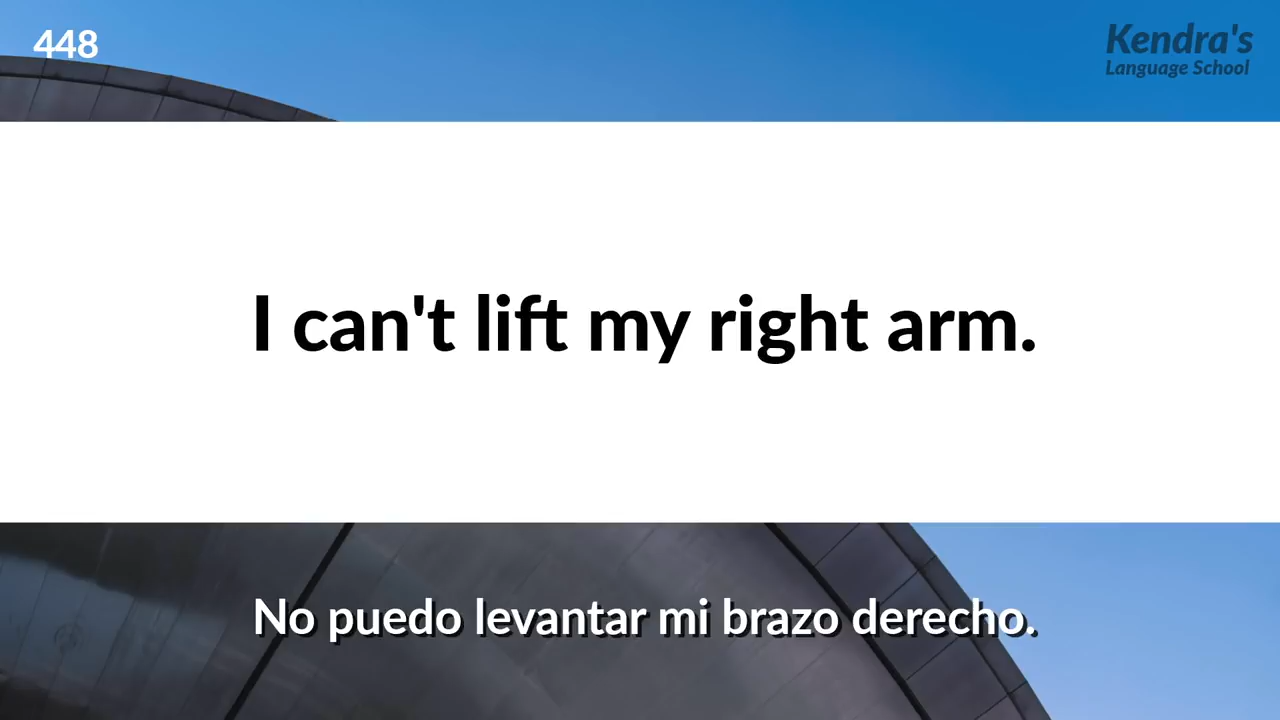 448
Kendra's
Language School
I can't lift my right arm.
No puedo levantar mi brazo derecho.